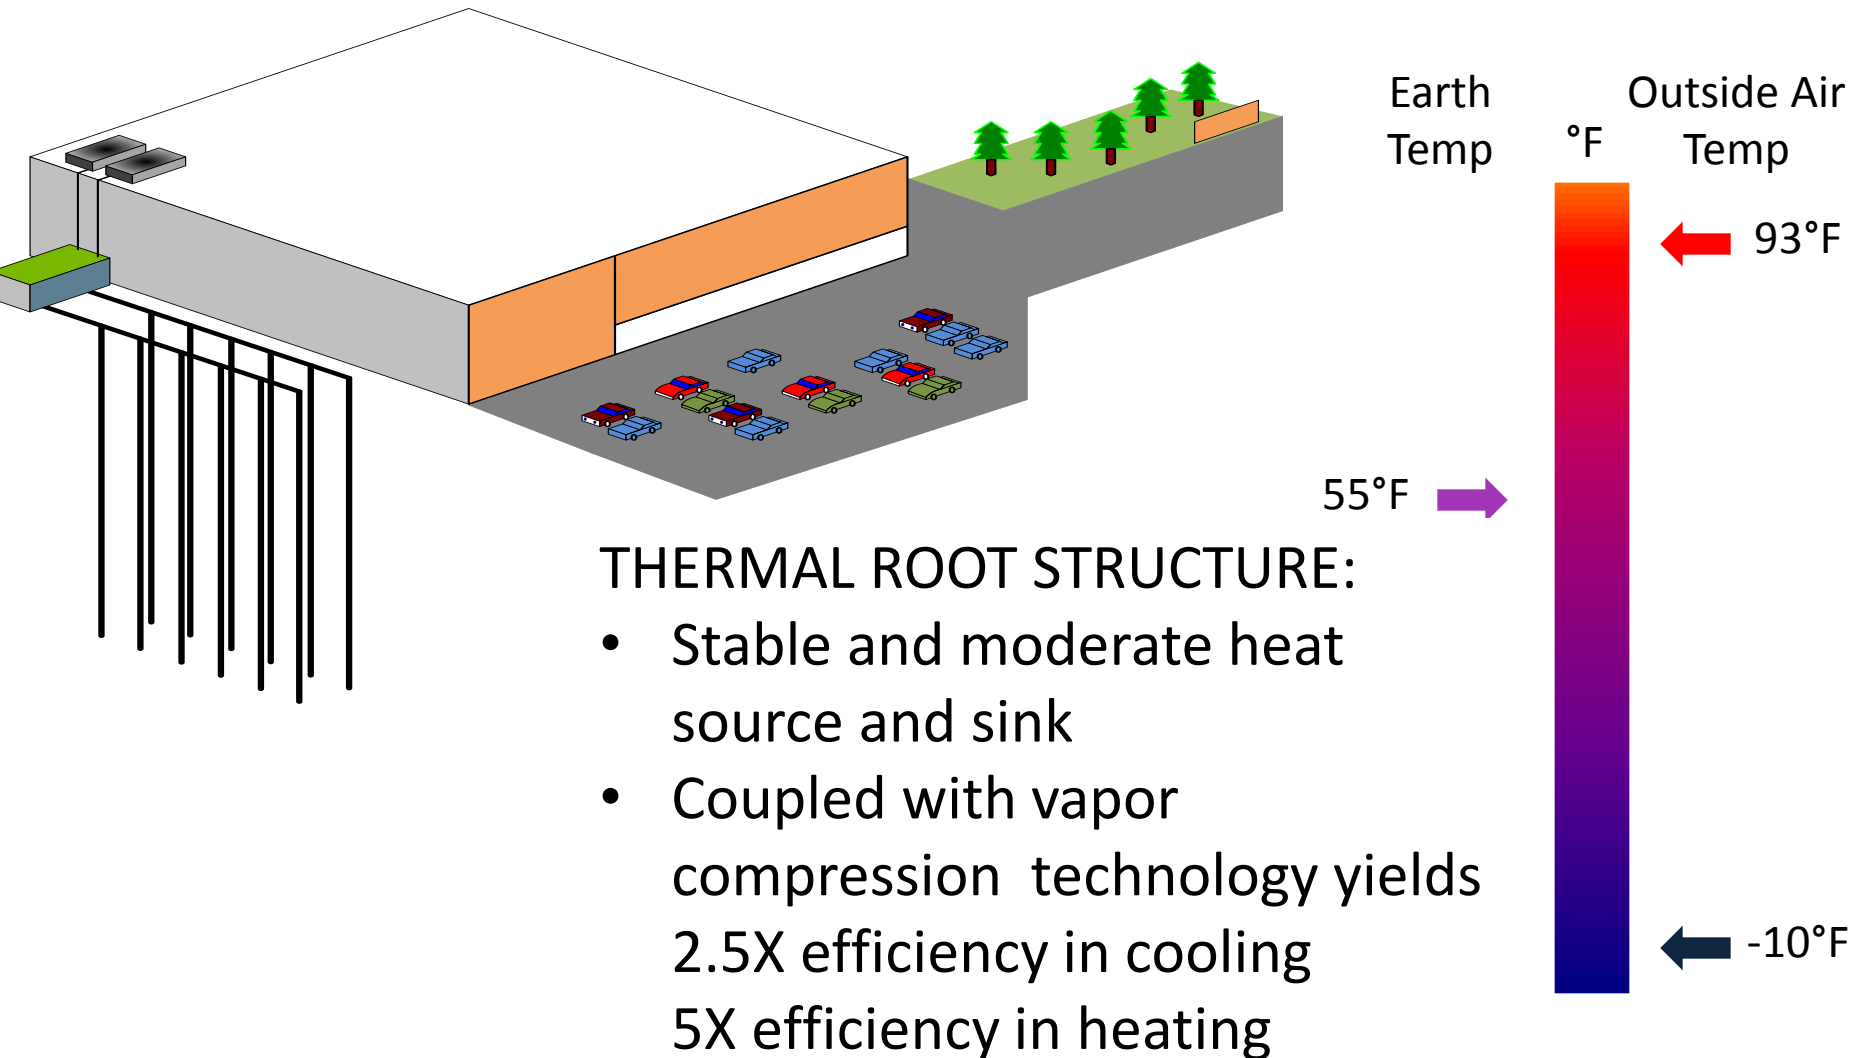 Earth
Temp
°F
Outside Air
Temp
93°F
55°F
-10°F
THERMAL ROOT STRUCTURE:
• Stable and moderate heat
source and sink
• Coupled with vapor
compression  technology yields
2.5X efficiency in cooling
5X efficiency in heating